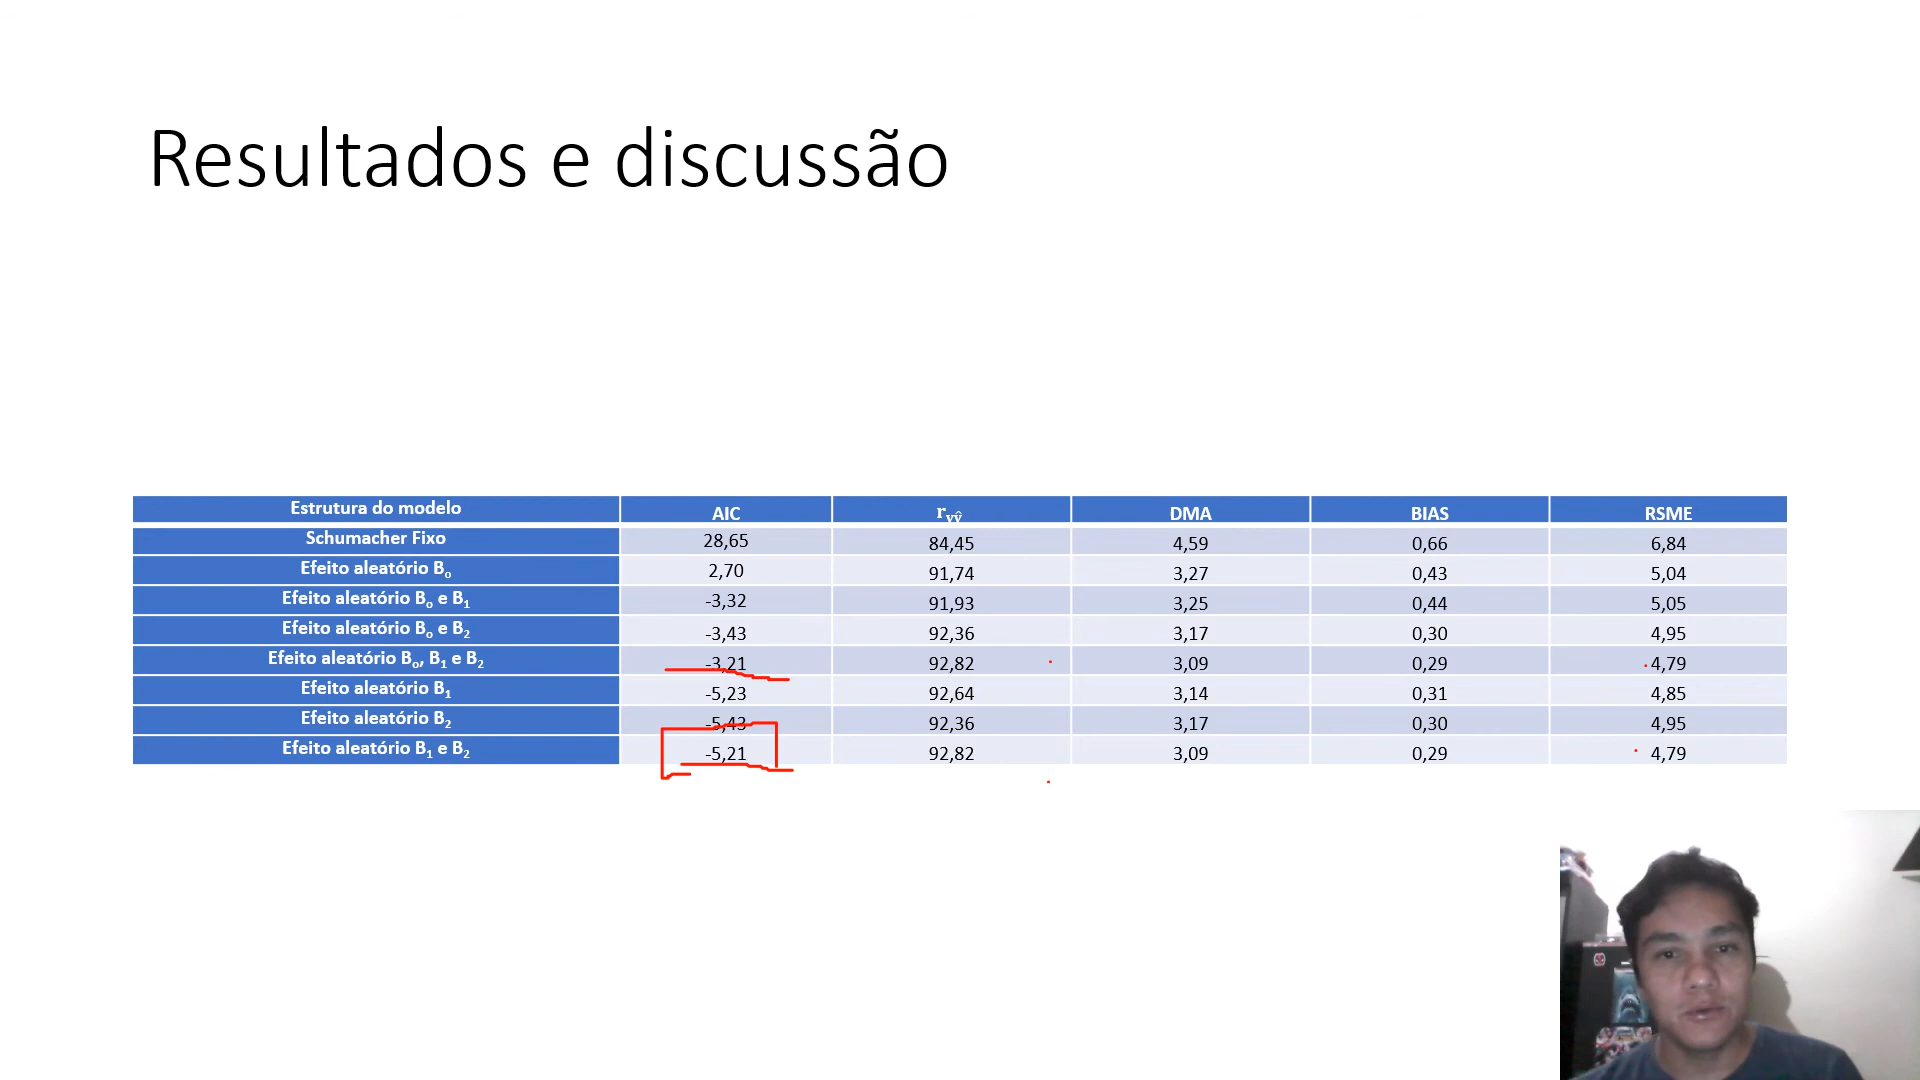 Resultados e discussão
Estrutura do modelo AIC r_vv̂ DMA BIAS RSME
Schumacher Fixo 28,65 84,45 4,59 0,66 6,84
Efeito aleatório B₀ 2,70 91,74 3,27 0,43 5,04
Efeito aleatório B₀ e B₁ -3,32 91,93 3,25 0,44 5,05
Efeito aleatório B₀ e B₂ -3,43 92,36 3,17 0,30 4,95
Efeito aleatório B₀, B₁ e B₂ -3,21 92,82 3,09 0,29 4,79
Efeito aleatório B₁ -5,23 92,64 3,14 0,31 4,85
Efeito aleatório B₂ -5,43 92,36 3,17 0,30 4,95
Efeito aleatório B₁ e B₂ -5,21 92,82 3,09 0,29 4,79